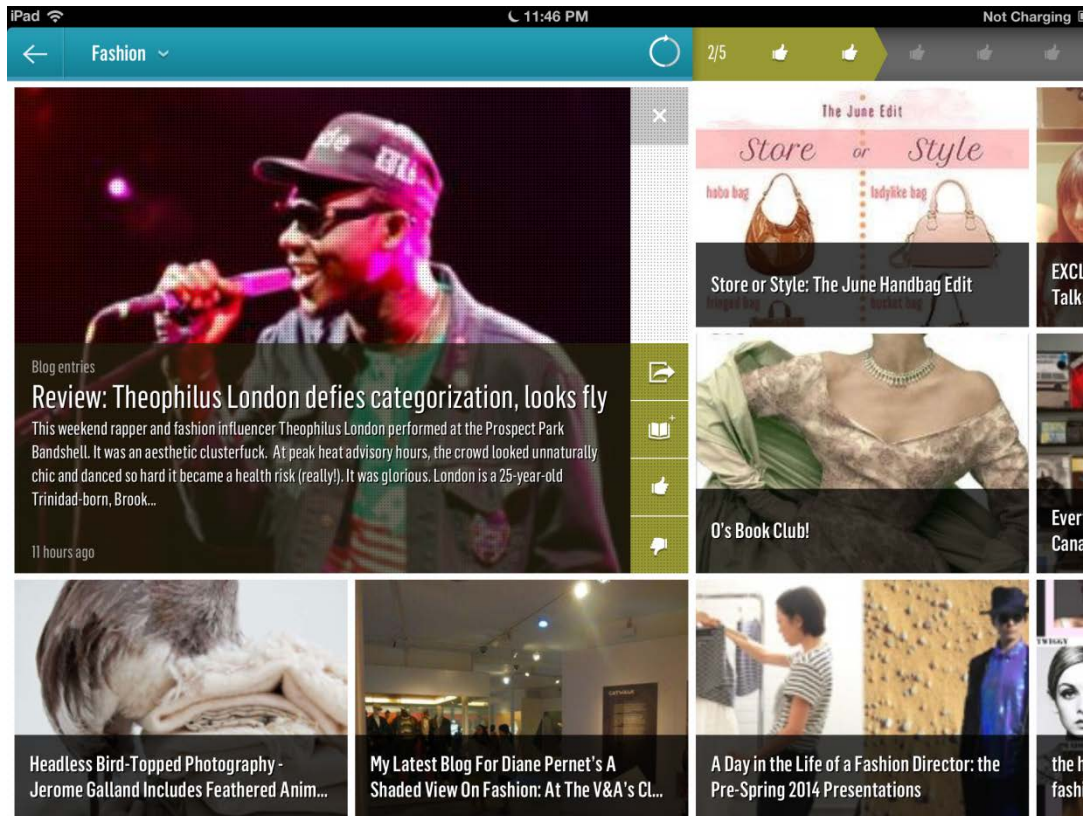 iPad
11:46 PM
Not Charging
Fashion
2/5
Blog entries
Review: Theophilus London defies categorization, looks fly
This weekend rapper and fashion influencer Theophilus London performed at the Prospect Park
Bandshell. It was an aesthetic clusterfuck. At peak heat advisory hours, the crowd looked unnaturally
chic and danced so hard it became a health risk (really!). It was glorious. London is a 25-year-old
Trinidad-born, Brook...
11 hours ago
The June Edit
Store or Style
hobo bag
ladylike bag
fringed bag
bucket bag
Store or Style: The June Handbag Edit
EXCL
Talk
O's Book Club!
Ever
Cana
Headless Bird-Topped Photography -
Jerome Galland Includes Feathered Anim...
My Latest Blog For Diane Pernet's A
Shaded View On Fashion: At The V&A's Cl...
A Day in the Life of a Fashion Director: the
Pre-Spring 2014 Presentations
TWIGGY
the h
fash